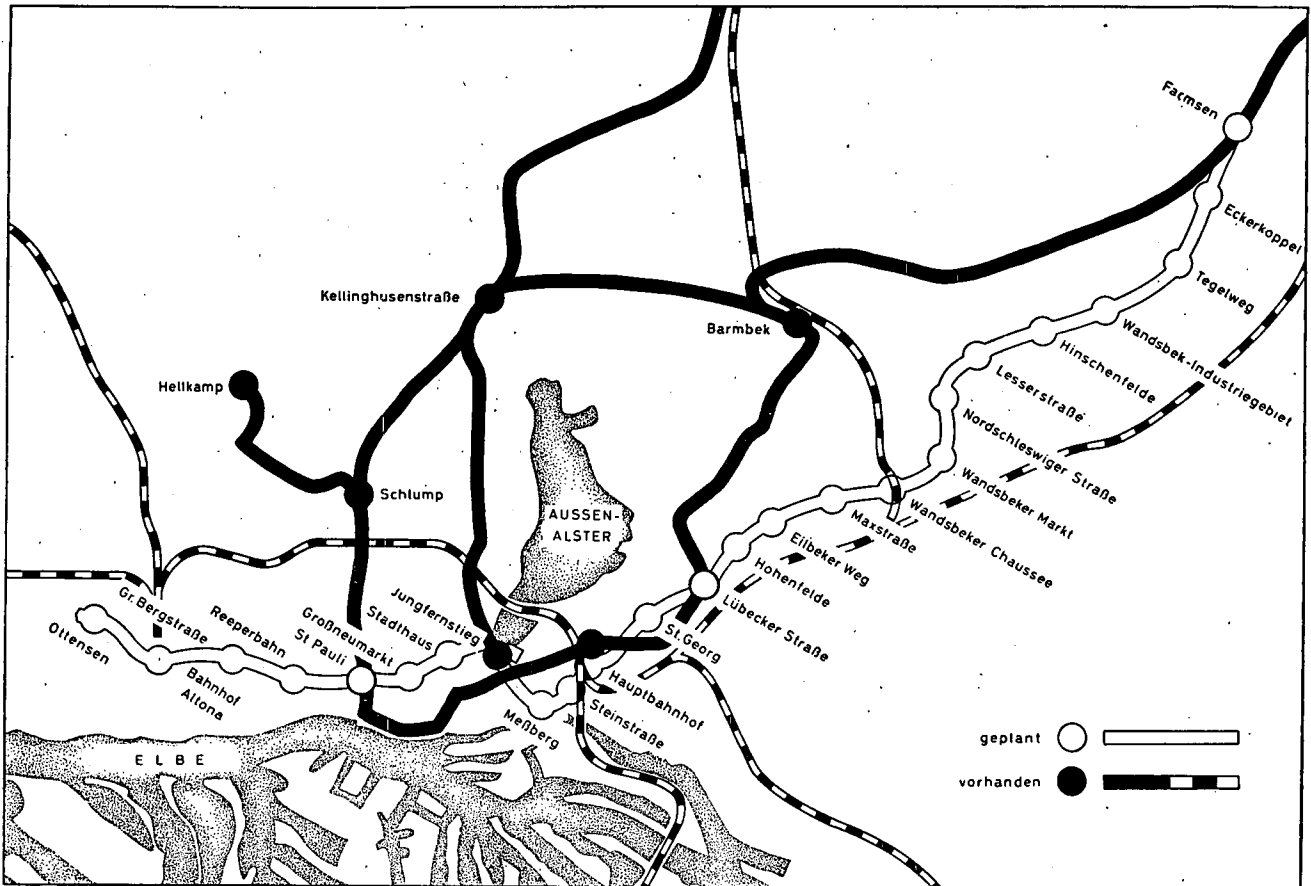 Farmsen
Eckerkoppel
Tegelweg
Wandsbek-Industriegebiet
Hinschenfelde
Lesserstraße
Nordschleswiger Straße
Wandsbeker Markt
Wandsbeker Chaussee
Maxstraße
Eilbeker Weg
Hohenfelde
Lübecker Straße
St. Georg
Hauptbahnhof
Steinstraße
Meßberg
Jungfernstieg
Stadthaus
Großneumarkt
St Pauli
Reeperbahn
Gr. Bergstraße
Bahnhof
Altona
Ottensen
Kellinghusenstraße
Barmbek
Hellkamp
Schlump
AUSSEN-
ALSTER
ELBE
geplant
vorhanden